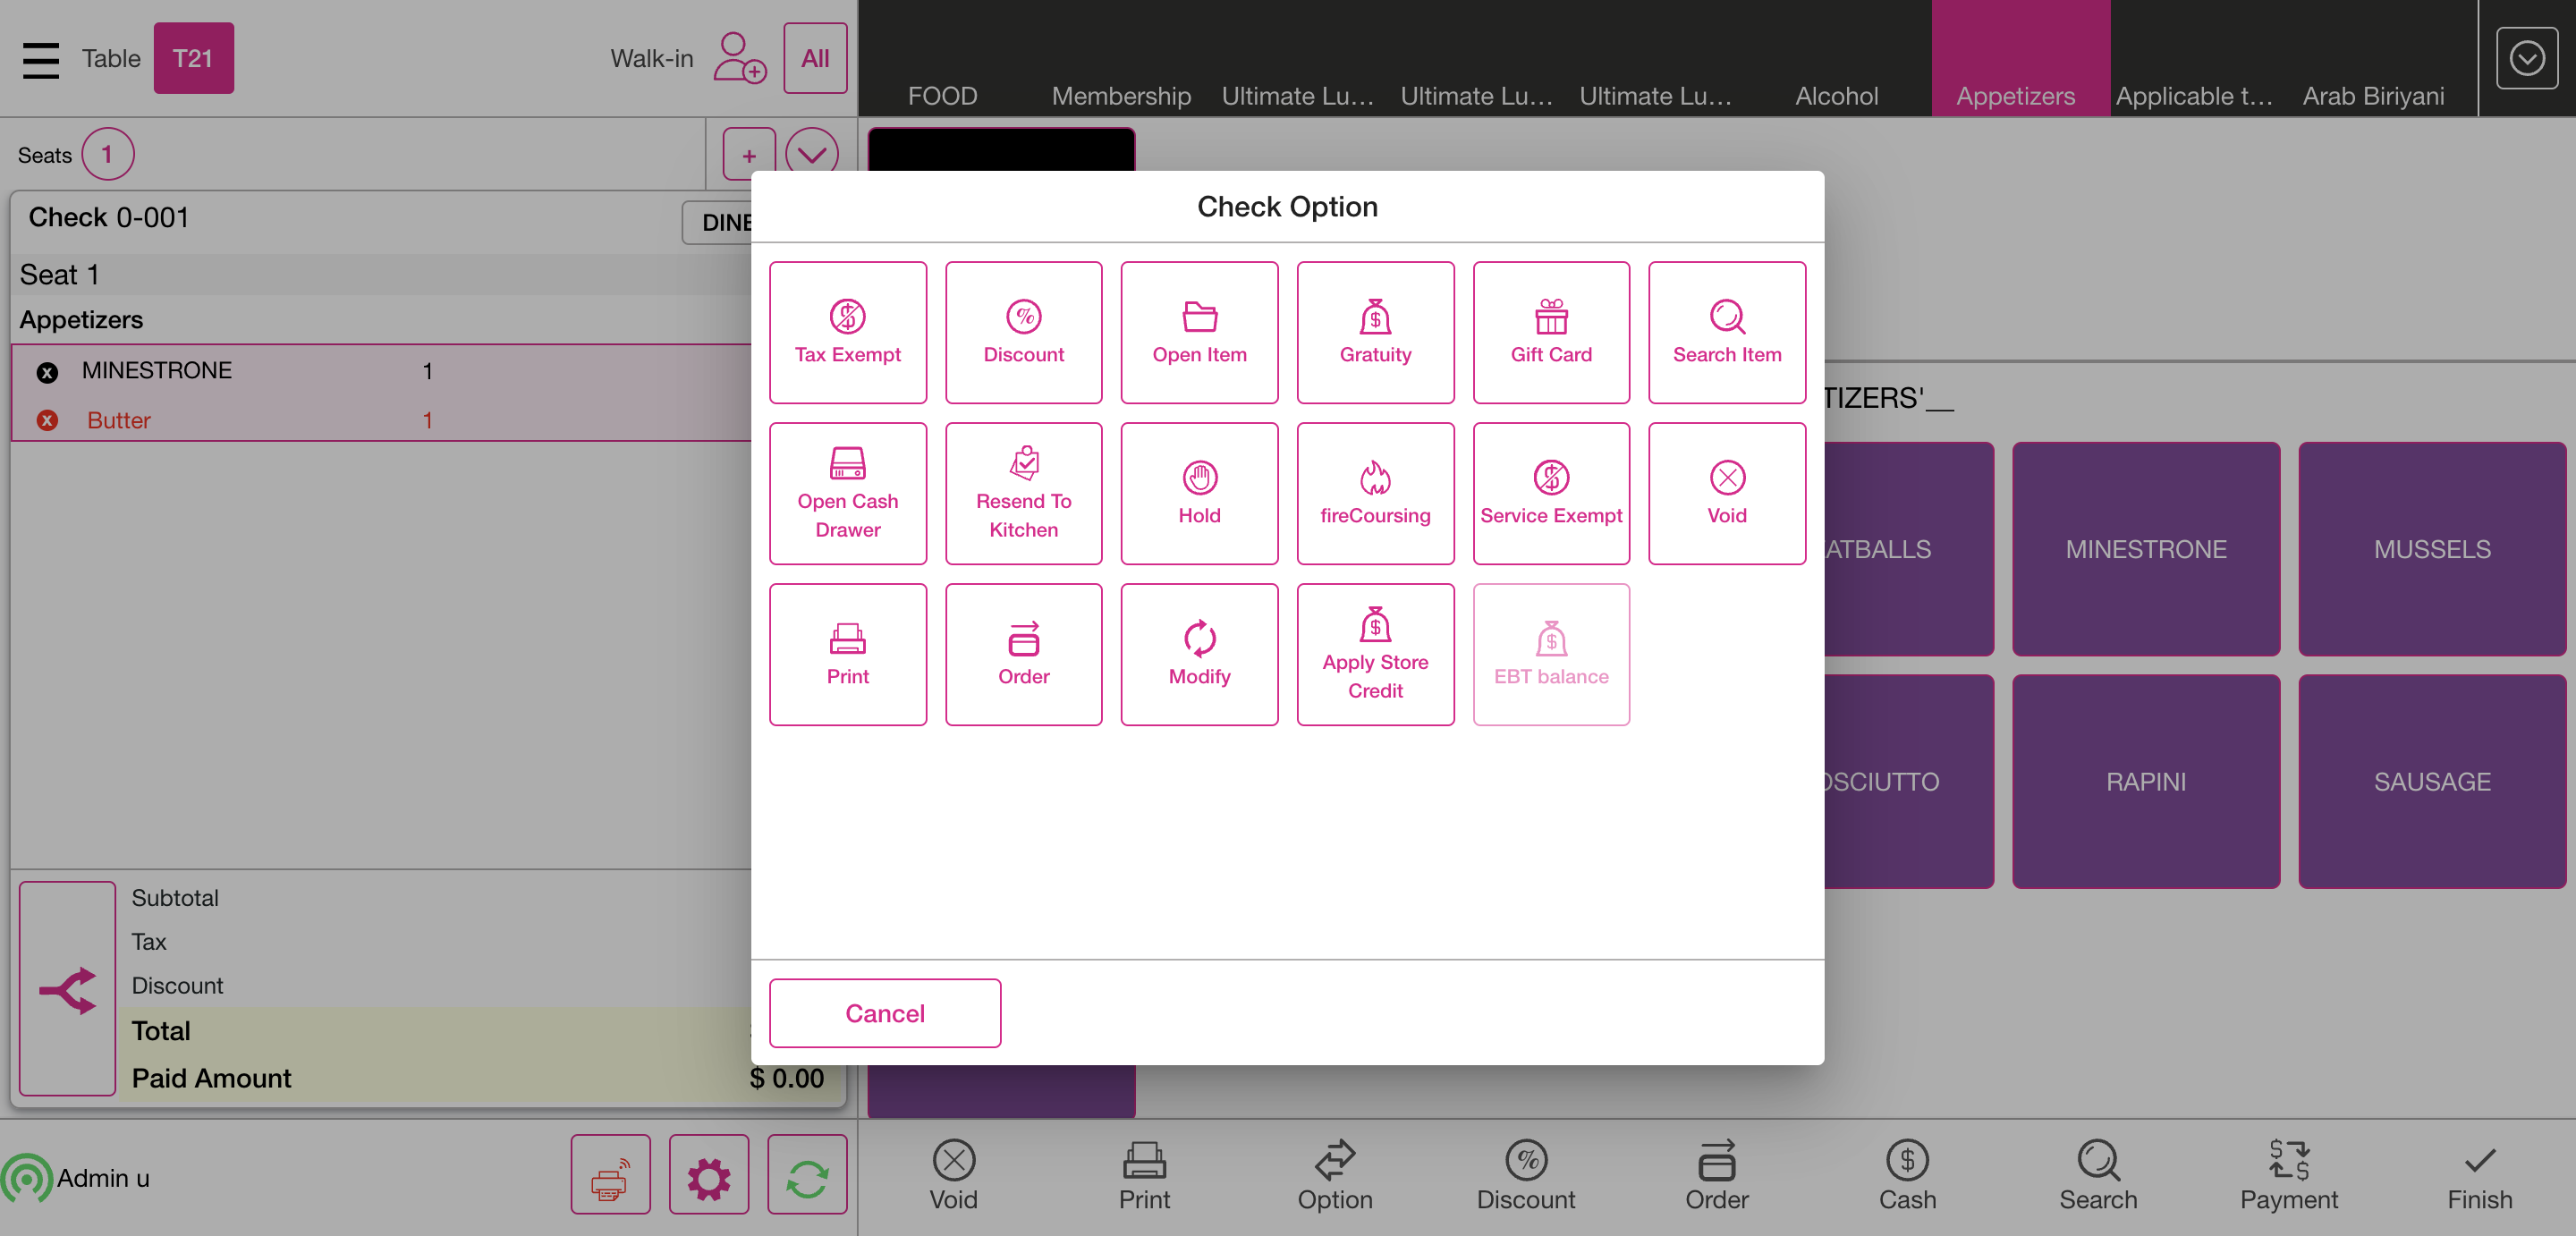 Table T21 Walk-in All
FOOD Membership Ultimate Lu... Ultimate Lu... Ultimate Lu... Alcohol Appetizers Applicable t... Arab Biriyani
Seats 1 +
Check 0-001 DINE
Seat 1
Appetizers
MINESTRONE 1
Butter 1
Subtotal
Tax
Discount
Total
Paid Amount $ 0.00
Admin u
Check Option
Tax Exempt
Discount
Open Item
Gratuity
Gift Card
Search Item
Open Cash
Drawer
Resend To
Kitchen
Hold
fireCoursing
Service Exempt
Void
Print
Order
Modify
Apply Store
Credit
EBT balance
Cancel
TIZERS'__
ATBALLS
MINESTRONE
MUSSELS
OSCIUTTO
RAPINI
SAUSAGE
Void Print Option Discount Order Cash Search Payment Finish